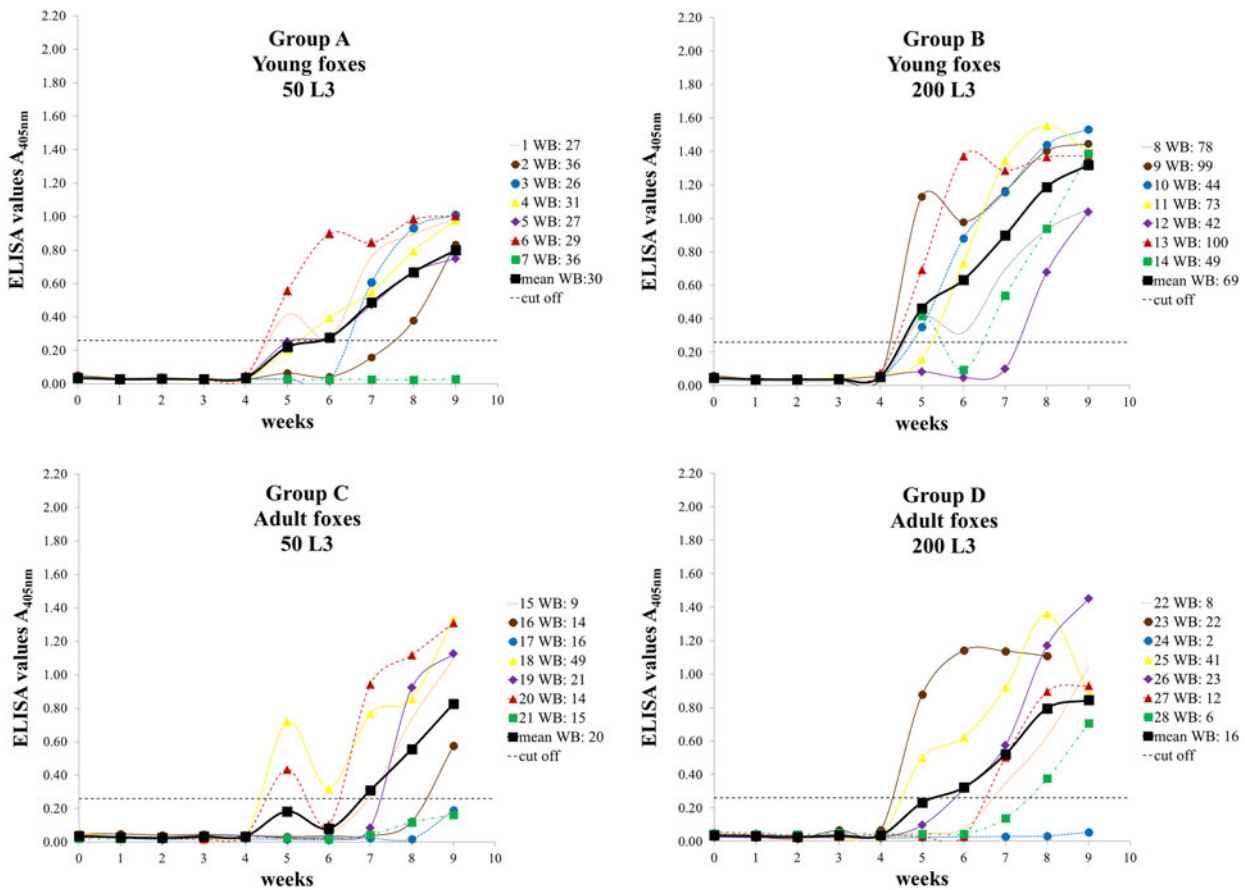 Group A
Young foxes
50 L3
ELISA values A405nm
2.20
2.00
1.80
1.60
1.40
1.20
1.00
0.80
0.60
0.40
0.20
0.00
0 1 2 3 4 5 6 7 8 9 10
weeks
1 WB: 27
2 WB: 36
3 WB: 26
4 WB: 31
5 WB: 27
6 WB: 29
7 WB: 36
mean WB:30
cut off
Group B
Young foxes
200 L3
ELISA values A405nm
2.20
2.00
1.80
1.60
1.40
1.20
1.00
0.80
0.60
0.40
0.20
0.00
0 1 2 3 4 5 6 7 8 9 10
weeks
8 WB: 78
9 WB: 99
10 WB: 44
11 WB: 73
12 WB: 42
13 WB: 100
14 WB: 49
mean WB: 69
cut off
Group C
Adult foxes
50 L3
ELISA values A405nm
2.20
2.00
1.80
1.60
1.40
1.20
1.00
0.80
0.60
0.40
0.20
0.00
0 1 2 3 4 5 6 7 8 9 10
weeks
15 WB: 9
16 WB: 14
17 WB: 16
18 WB: 49
19 WB: 21
20 WB: 14
21 WB: 15
mean WB: 20
cut off
Group D
Adult foxes
200 L3
ELISA values A405nm
2.20
2.00
1.80
1.60
1.40
1.20
1.00
0.80
0.60
0.40
0.20
0.00
0 1 2 3 4 5 6 7 8 9 10
weeks
22 WB: 8
23 WB: 22
24 WB: 2
25 WB: 41
26 WB: 23
27 WB: 12
28 WB: 6
mean WB: 16
cut off